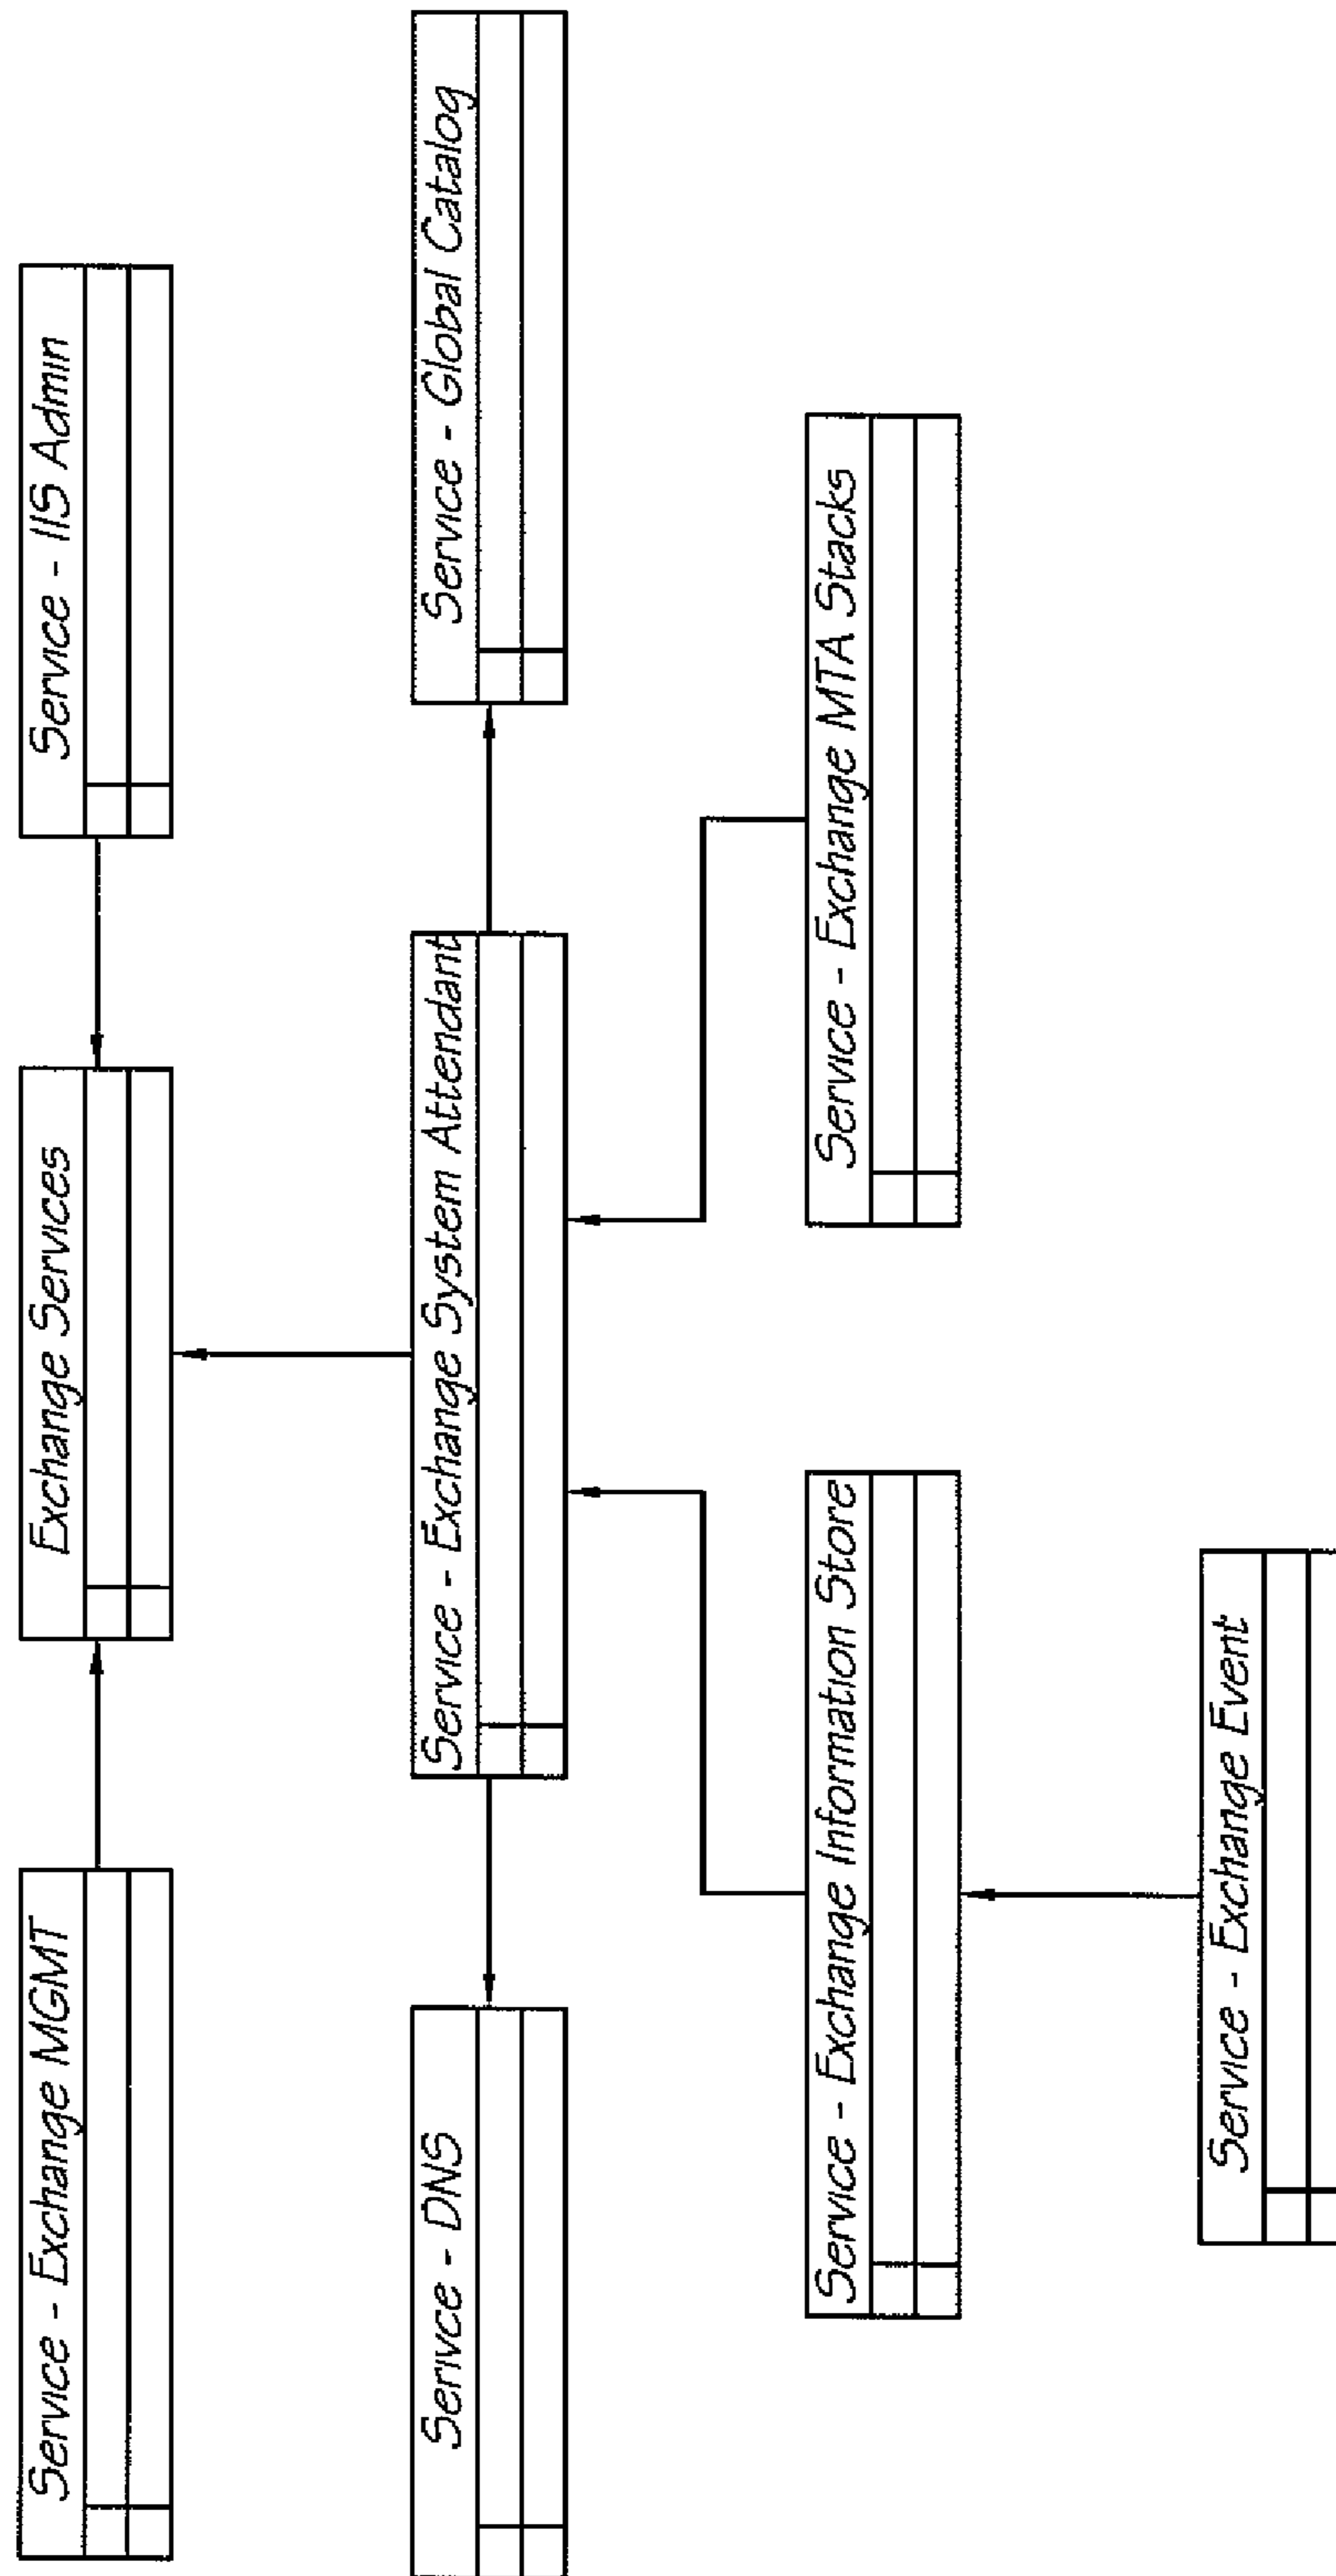 Service - Exchange MGMT
Exchange Services
Service - IIS Admin
Serivce - DNS
Service - Exchange System Attendant
Service - Global Catalog
Service - Exchange Information Store
Service - Exchange MTA Stacks
Service - Exchange Event